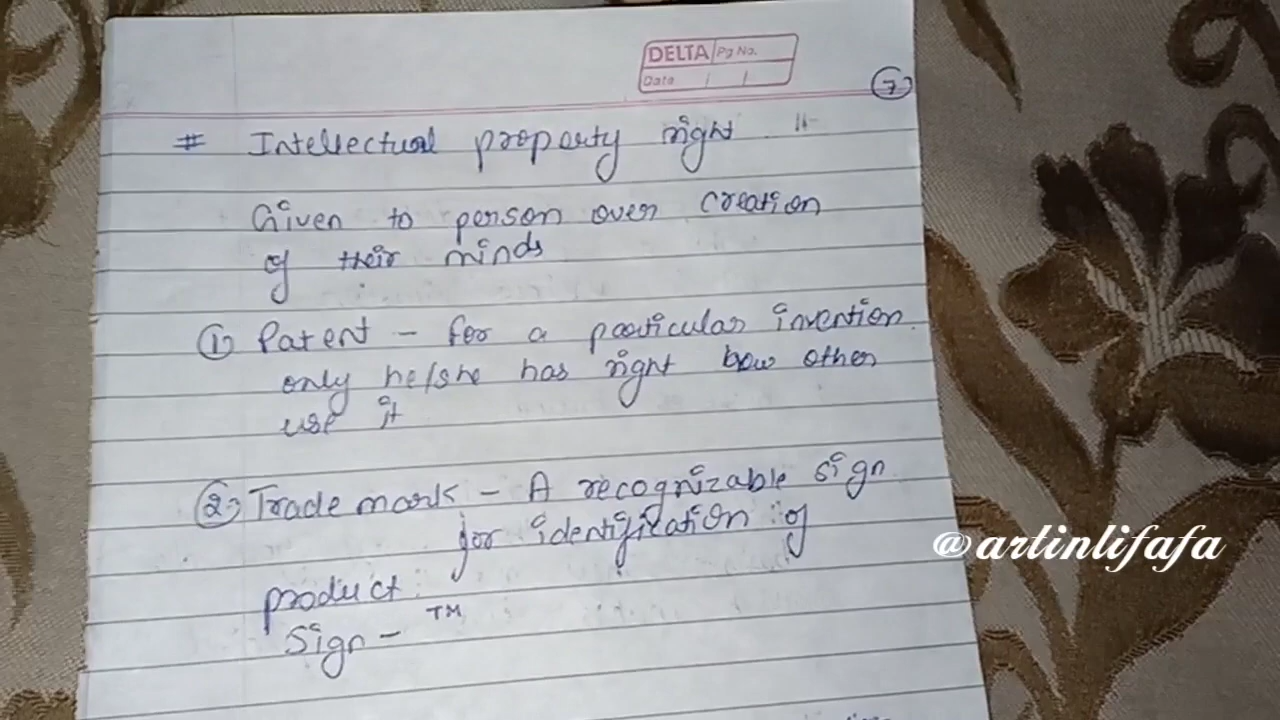 DELTA Pg No.
Date / /
7
# Intellectual property right :-
Given to person over creation
of their minds
① Patent - for a particular invention
only he/she has right how other
use it
② Trade mark - A recognizable sign
for identification of
product
Sign - TM
@artinlifafa